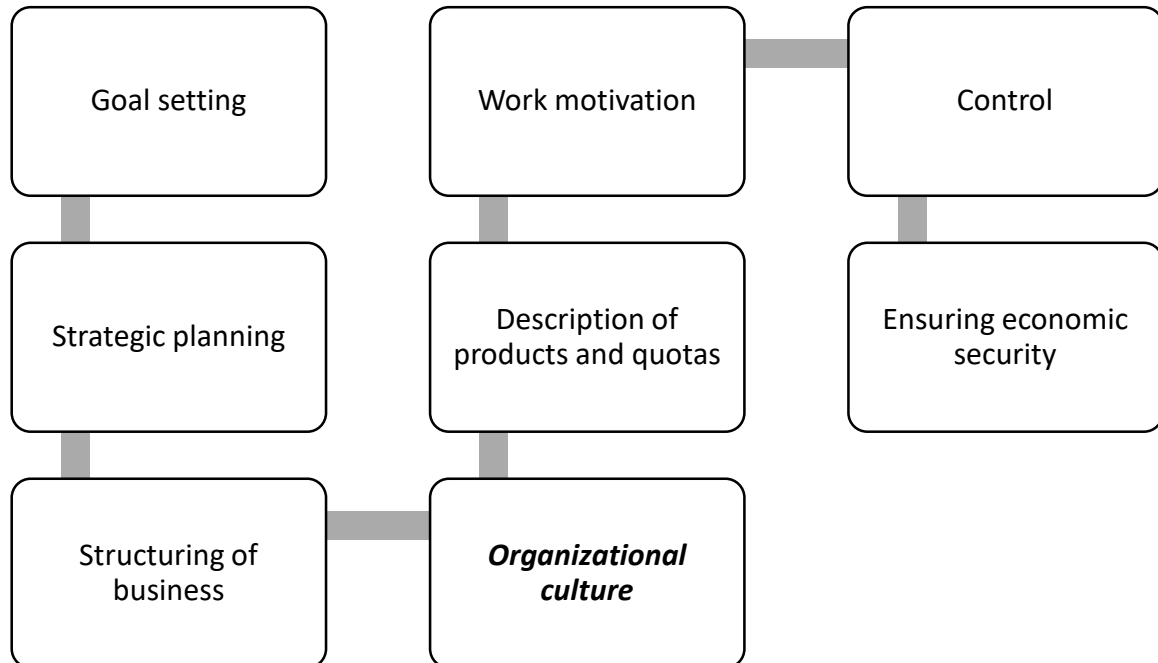 Goal setting
Strategic planning
Structuring of
business
Organizational
culture
Description of
products and quotas
Work motivation
Control
Ensuring economic
security